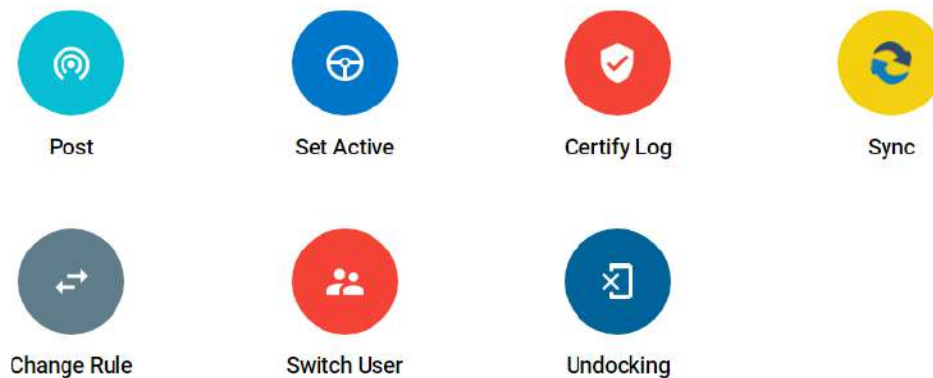 Post
Set Active
Certify Log
Sync
Change Rule
Switch User
Undocking